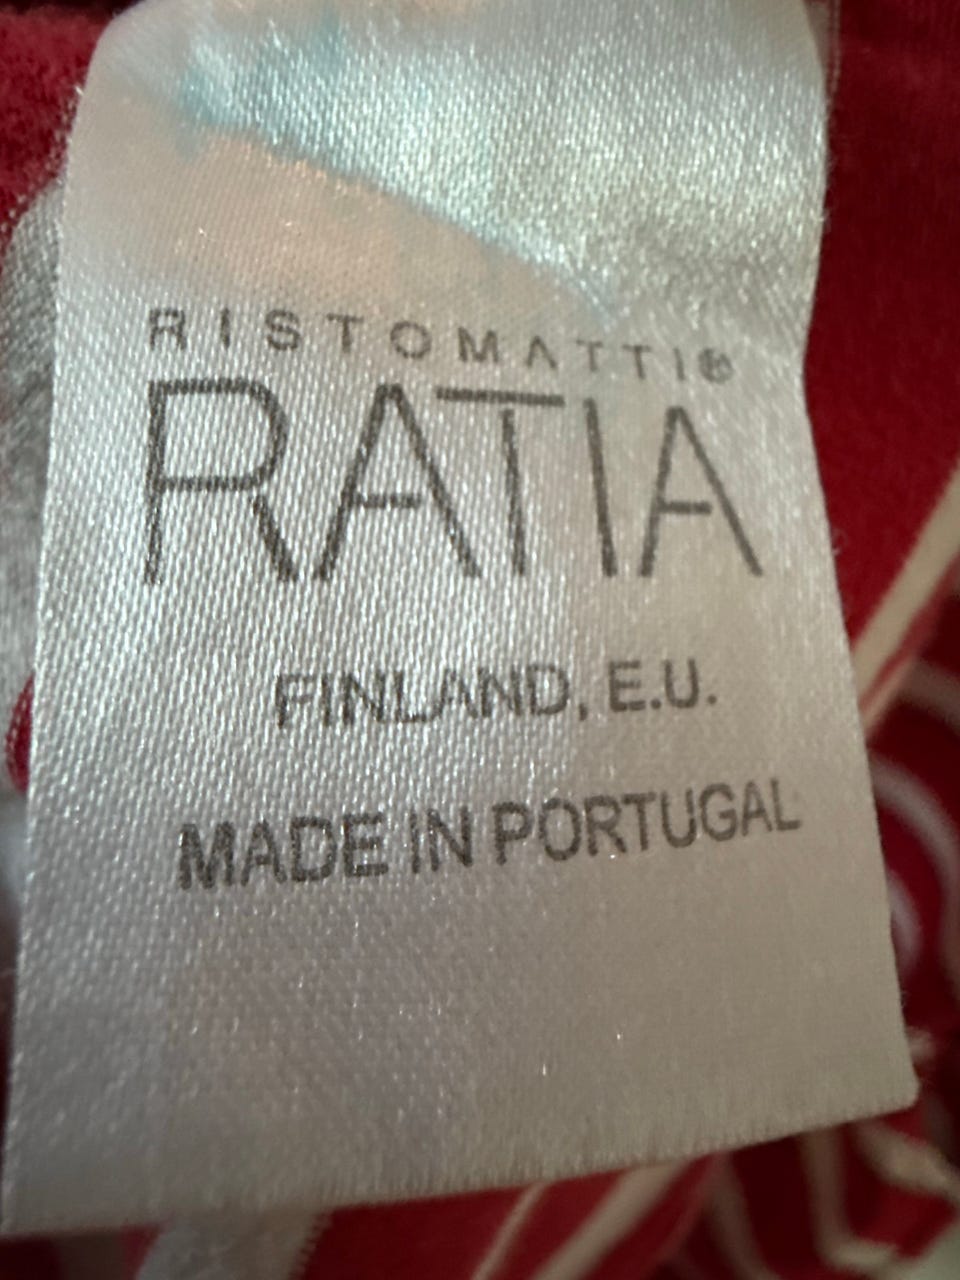 RISTOMATTI®
RATIA
FINLAND, E.U.
MADE IN PORTUGAL